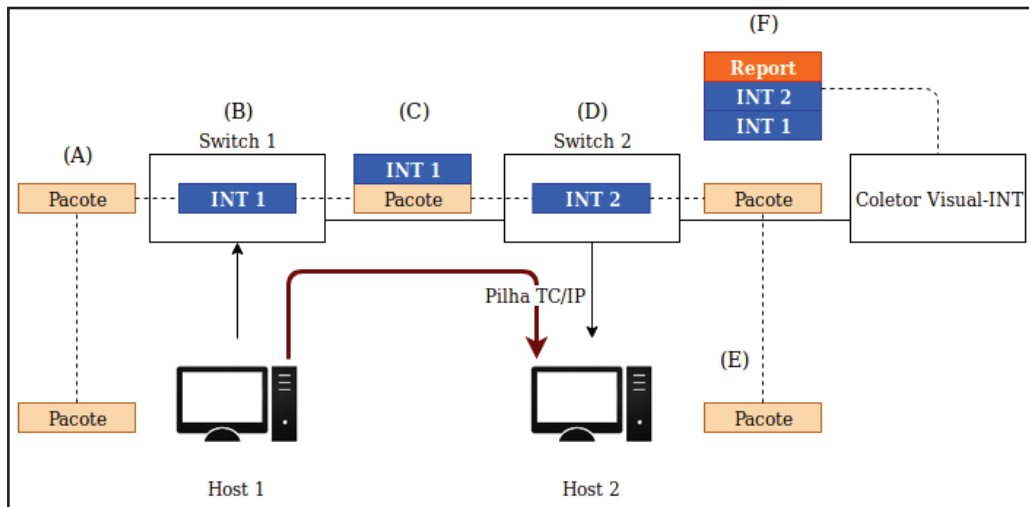 (F)
Report
INT 2
INT 1
(B)
Switch 1
(C)
(D)
Switch 2
(A)
Pacote
INT 1
INT 1
Pacote
INT 2
Pacote
Coletor Visual-INT
Pilha TC/IP
(E)
Pacote
Pacote
Host 1
Host 2